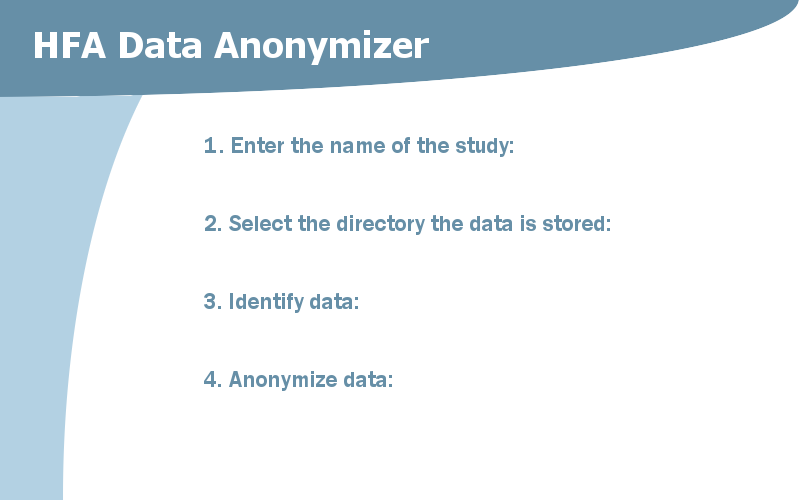 HFA Data Anonymizer
1. Enter the name of the study:
2. Select the directory the data is stored:
3. Identify data:
4. Anonymize data: